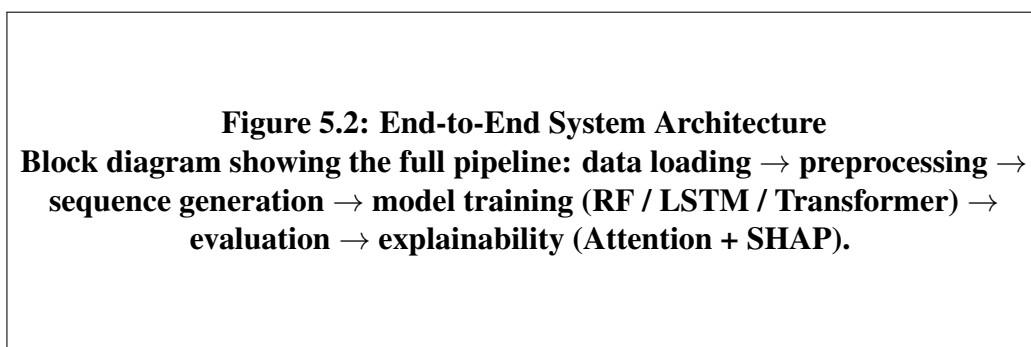 Figure 5.2: End-to-End System Architecture
Block diagram showing the full pipeline: data loading → preprocessing →
sequence generation → model training (RF / LSTM / Transformer) →
evaluation → explainability (Attention + SHAP).